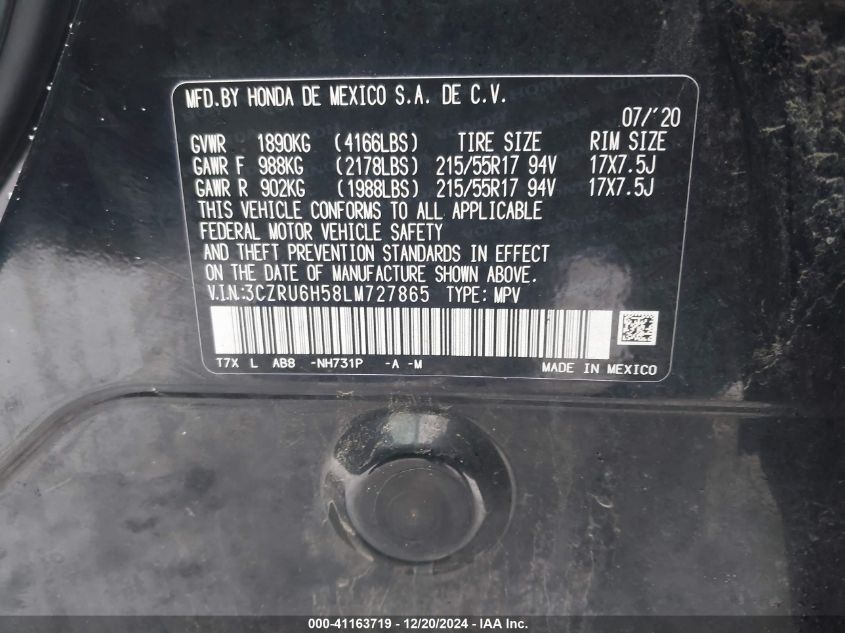 MFD.BY HONDA DE MEXICO S.A. DE C.V.
07/'20
GVWR 1890KG (4166LBS) TIRE SIZE RIM SIZE
GAWR F 988KG (2178LBS) 215/55R17 94V 17X7.5J
GAWR R 902KG (1988LBS) 215/55R17 94V 17X7.5J
THIS VEHICLE CONFORMS TO ALL APPLICABLE
FEDERAL MOTOR VEHICLE SAFETY
AND THEFT PREVENTION STANDARDS IN EFFECT
ON THE DATE OF MANUFACTURE SHOWN ABOVE.
V.I.N:3CZRU6H58LM727865 TYPE: MPV
T7X L AB8 -NH731P -A -M MADE IN MEXICO
000-41163719 - 12/20/2024 - IAA Inc.